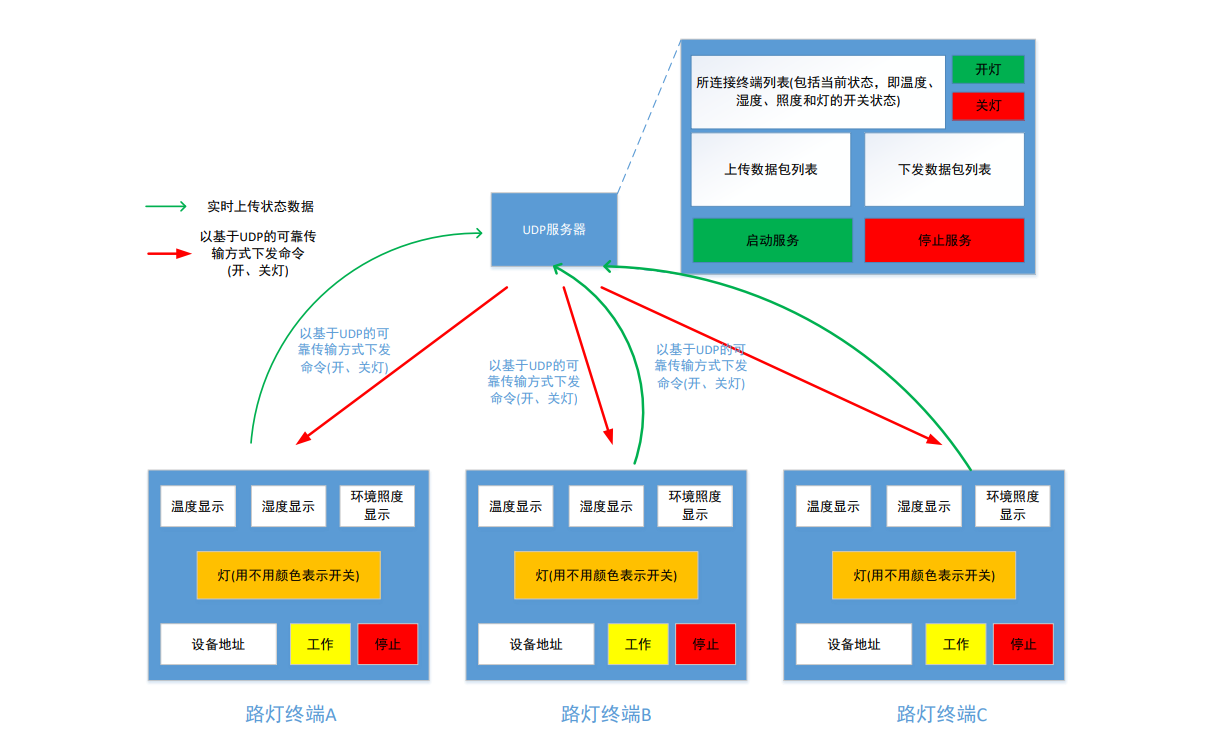 所连接终端列表(包括当前状态，即温度、
湿度、照度和灯的开关状态)
开灯
关灯
上传数据包列表
下发数据包列表
启动服务
停止服务
UDP服务器
实时上传状态数据
以基于UDP的可靠传
输方式下发命令
(开、关灯)
以基于UDP的可
靠传输方式下发
命令(开、关灯)
以基于UDP的可
靠传输方式下发
命令(开、关灯)
以基于UDP的可
靠传输方式下发
命令(开、关灯)
温度显示
湿度显示
环境照度
显示
灯(用不用颜色表示开关)
设备地址
工作
停止
路灯终端A
温度显示
湿度显示
环境照度
显示
灯(用不用颜色表示开关)
设备地址
工作
停止
路灯终端B
温度显示
湿度显示
环境照度
显示
灯(用不用颜色表示开关)
设备地址
工作
停止
路灯终端C